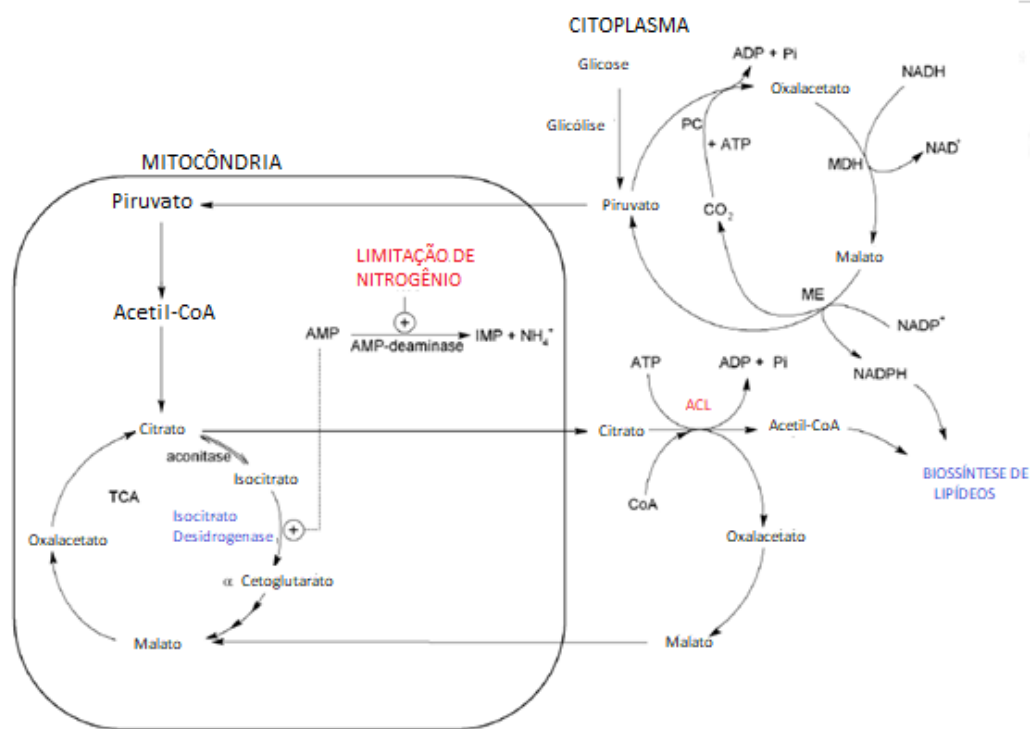 CITOPLASMA
Glicose
ADP + Pi
Oxalacetato
NADH
Glicólise
PC
+ ATP
MDH
NAD⁺
MITOCÔNDRIA
Piruvato
Piruvato
CO₂
Malato
LIMITAÇÃO DE
NITROGÊNIO
ME
NADP⁺
Acetil-CoA
+
AMP
AMP-deaminase
IMP + NH₄⁺
ATP
ADP + Pi
NADPH
ACL
Citrato
Citrato
Acetil-CoA
aconitase
Isocitrato
BIOSSÍNTESE DE
LIPÍDEOS
TCA
CoA
Isocitrato
Desidrogenase
+
Oxalacetato
Oxalacetato
α Cetoglutarato
Malato
Malato